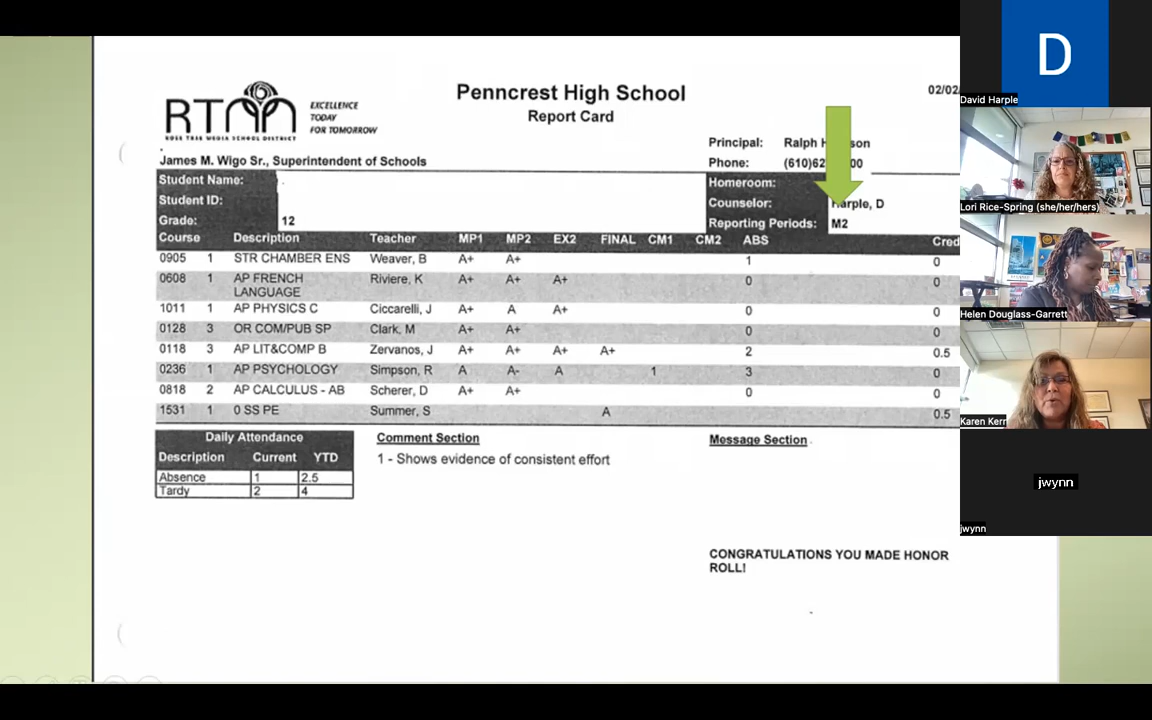 Penncrest High School
02/02
Report Card
RTM
ROSE TREE MEDIA SCHOOL DISTRICT
EXCELLENCE
TODAY
FOR TOMORROW
Principal: Ralph
Phone:
James M. Wigo Sr., Superintendent of Schools
Student Name:
Student ID:
Grade: 12
Homeroom:
Counselor: Harple, D
Reporting Periods: M2
Course Description Teacher MP1 MP2 EX2 FINAL CM1 CM2 ABS Cred
0905 1 STR CHAMBER ENS Weaver, B A+ A+ 1 0
0608 1 AP FRENCH LANGUAGE Riviere, K A+ A+ A+ 0 0
1011 1 AP PHYSICS C Ciccarelli, J A+ A A+ 0 0
0128 3 OR COM/PUB SP Clark, M A+ A+ 0 0
0118 3 AP LIT&COMP B Zervanos, J A+ A+ A+ A+ 2 0.5
0236 1 AP PSYCHOLOGY Simpson, R A A- A 1 3 0
0818 2 AP CALCULUS - AB Scherer, D A+ A+ 0 0
1531 1 0 SS PE Summer, S A 0.5
Daily Attendance
Description Current YTD
Absence 1 2.5
Tardy 2 4
Comment Section
1 - Shows evidence of consistent effort
Message Section
CONGRATULATIONS YOU MADE HONOR
ROLL!
D
David Harple
Lori Rice-Spring (she/her/hers)
Helen Douglass-Garrett
Karen Kern
jwynn
jwynn